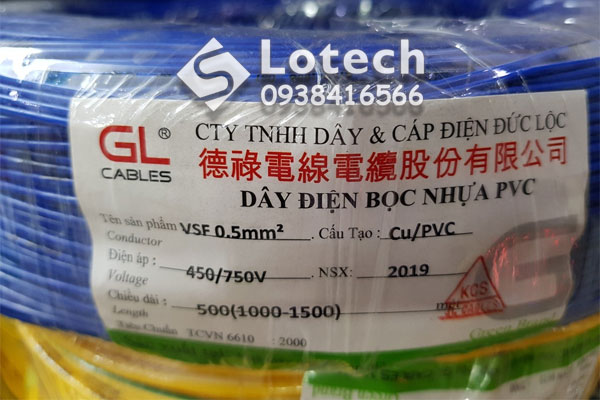 Lotech
0938416566
GL®
CABLES
CTY TNHH DÂY & CÁP ĐIỆN ĐỨC LỘC
德祿電線電纜股份有限公司
DÂY ĐIỆN BỌC NHỰA PVC
Tên sản phẩm VSF 0.5mm² . Cấu Tạo : Cu/PVC
Conductor
Điện áp : 450/750V . NSX: 2019
Voltage
Chiều dài : 500(1000-1500)
Length
Tiêu Chuẩn TCVN 6610 : 2000
KCS
Green Brand